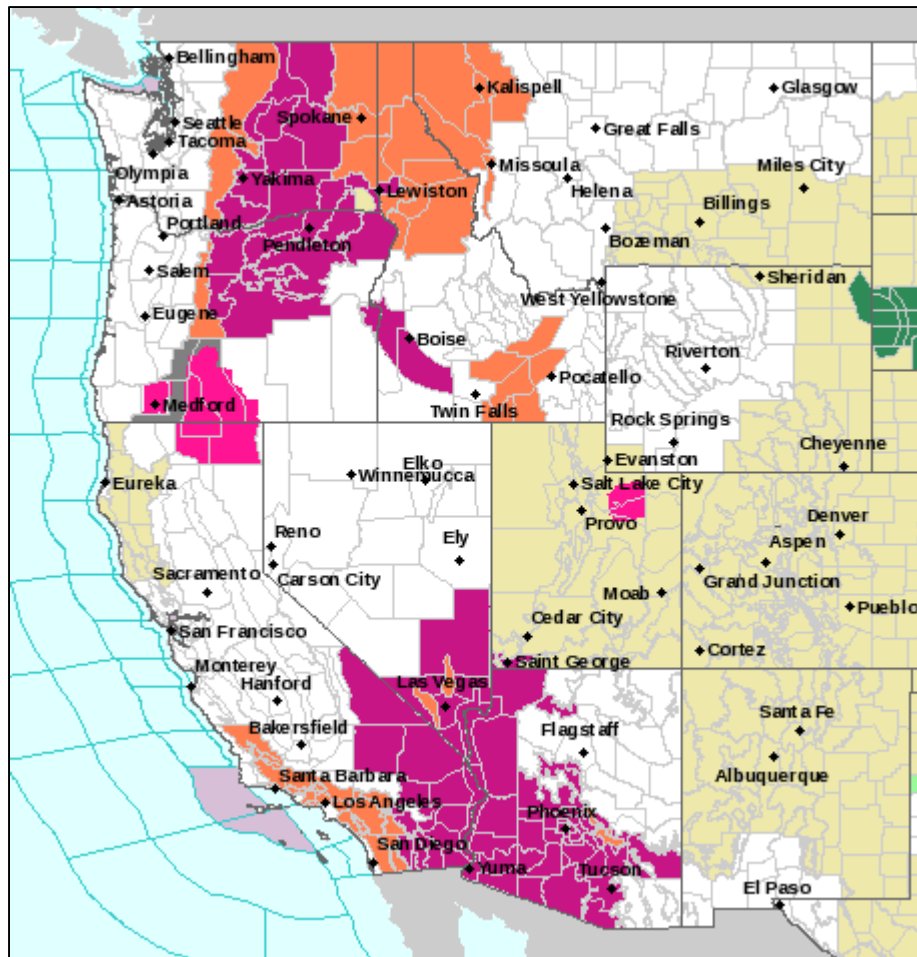 Bellingham
Kalispell
Glasgow
Seattle
Spokane
Great Falls
Tacoma
Olympia
Missoula
Miles City
Yakima
Helena
Lewiston
Astoria
Billings
Portland
Pendleton
Bozeman
Salem
Sheridan
West Yellowstone
Eugene
Boise
Riverton
Pocatello
Medford
Twin Falls
Rock Springs
Cheyenne
Evanston
Elko
Winnemucca
Eureka
Salt Lake City
Provo
Denver
Reno
Ely
Aspen
Sacramento
Carson City
Grand Junction
Moab
Pueblo
Cedar City
San Francisco
Cortez
Saint George
Monterey
Las Vegas
Hanford
Santa Fe
Bakersfield
Flagstaff
Albuquerque
Santa Barbara
Los Angeles
Phoenix
San Diego
Yuma
Tucson
El Paso